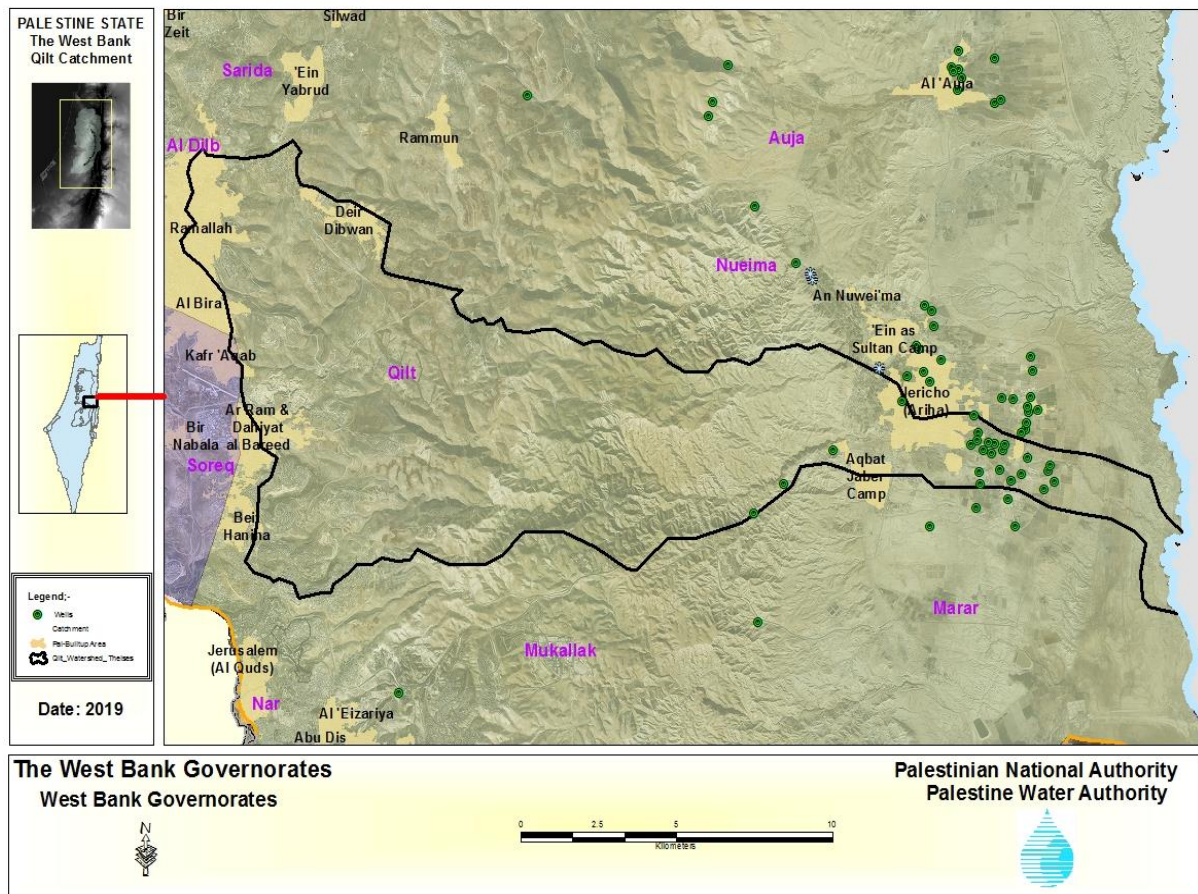 PALESTINE STATE
The West Bank
Qilt Catchment
Legend;-
Wells
Catchment
Pal-Builtup Area
Qilt_Watershed_Theises
Date: 2019
Bir
Zeit
Silwad
Sarida
'Ein
Yabrud
Rammun
Al 'Auja
Auja
Al Dilb
Ramallah
Deir
Dibwan
Nueima
An Nuwei'ma
Al Bira
'Ein as
Sultan Camp
Kafr 'Aqab
Qilt
Jericho
(Ariha)
Ar Ram &
Dahiyat
al Bareed
Bir
Nabala
Soreq
Aqbat
Jaber
Camp
Beit
Hanina
Marar
Jerusalem
(Al Quds)
Mukallak
Nar
Al 'Eizariya
Abu Dis
The West Bank Governorates
West Bank Governorates
N
0 2.5 5 10
Kilometers
Palestinian National Authority
Palestine Water Authority